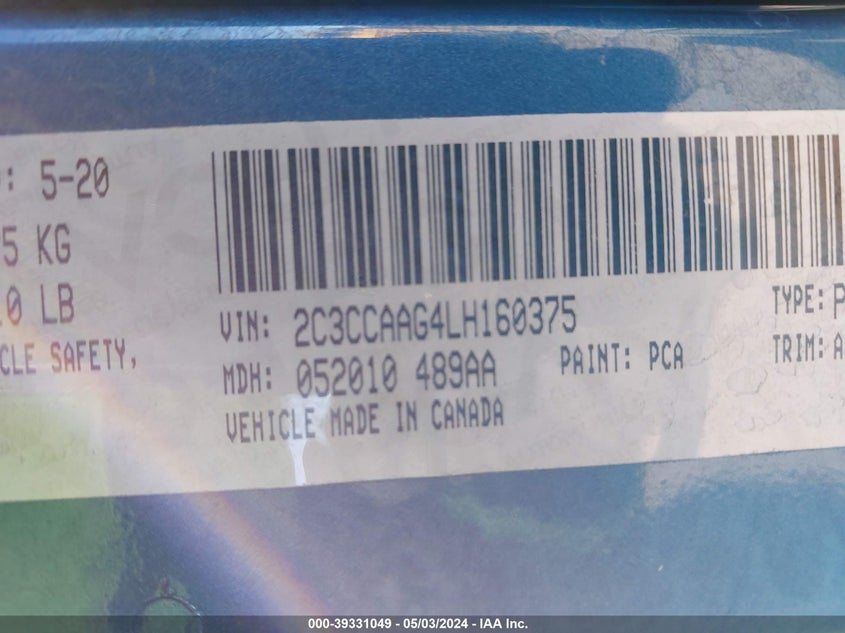 : 5-20
5 KG
10 LB
CLE SAFETY,
VIN: 2C3CCAAG4LH160375
TYPE: P
MDH: 052010 489AA
PAINT: PCA
TRIM: A
VEHICLE MADE IN CANADA
000-39331049 - 05/03/2024 - IAA Inc.